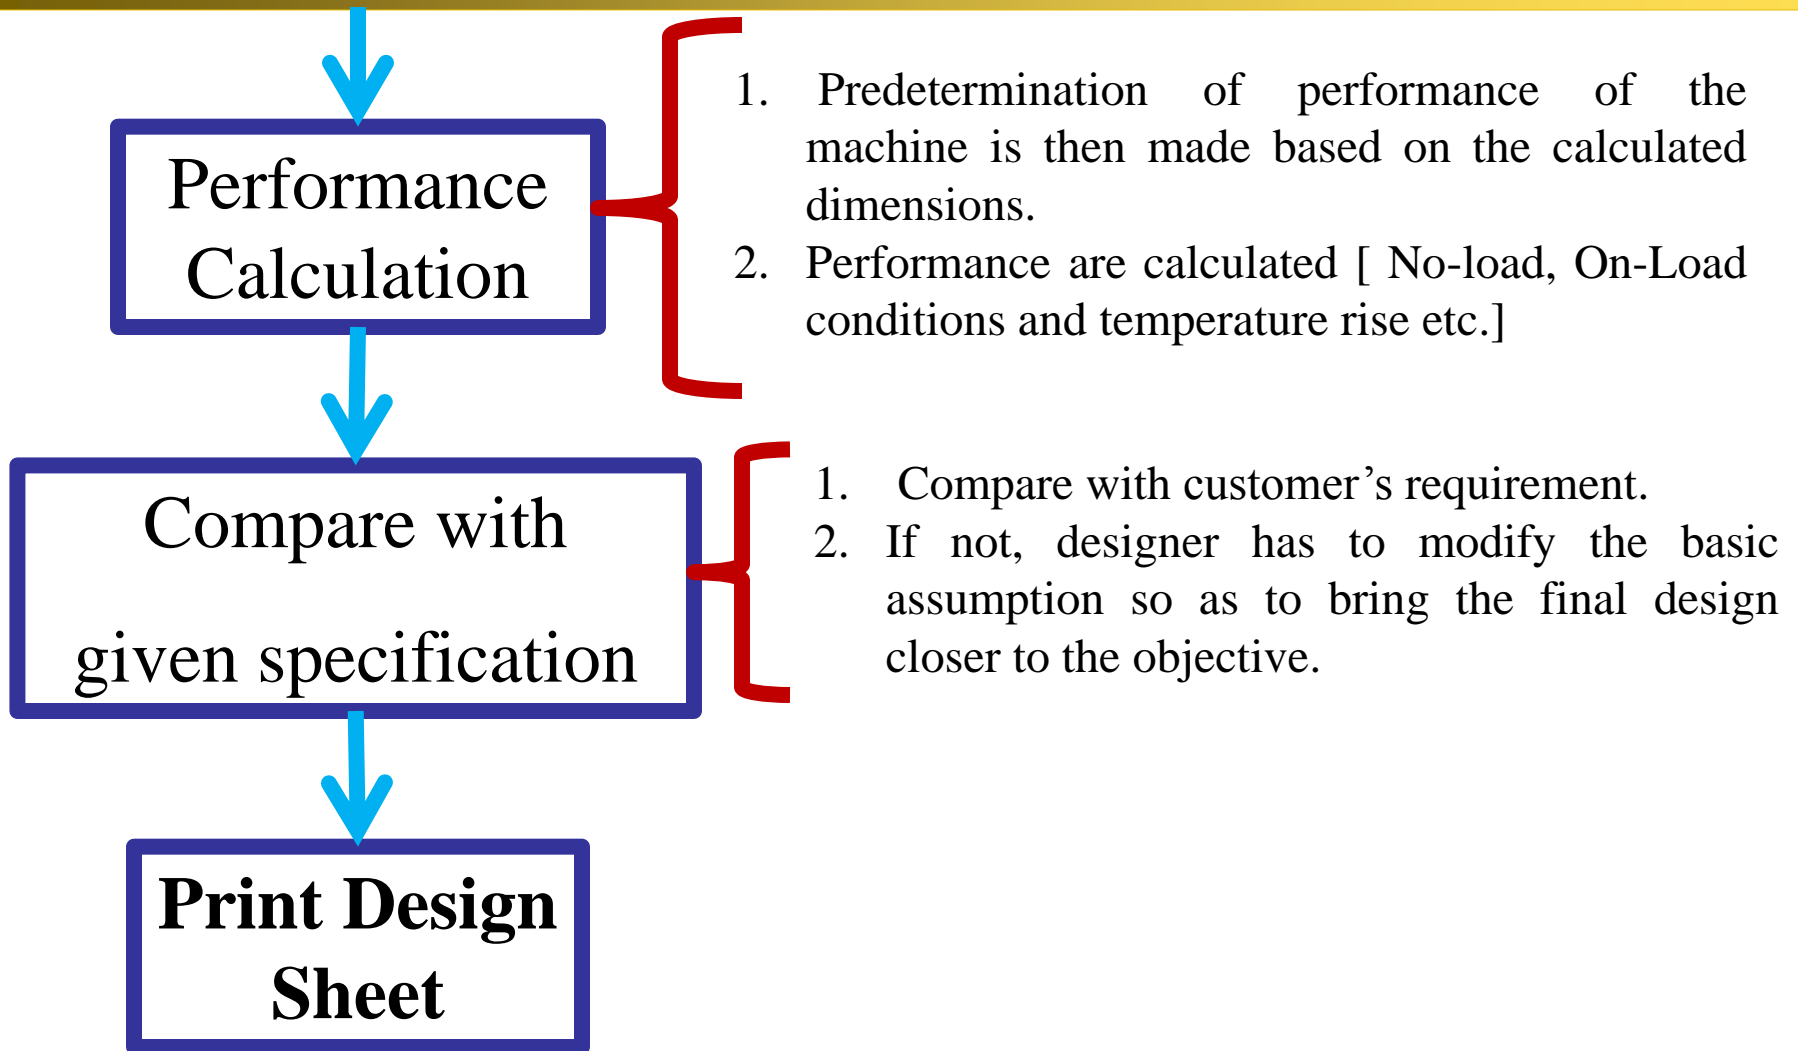 Performance
Calculation
1. Predetermination of performance of the
machine is then made based on the calculated
dimensions.
2. Performance are calculated [ No-load, On-Load
conditions and temperature rise etc.]
Compare with
given specification
1. Compare with customer’s requirement.
2. If not, designer has to modify the basic
assumption so as to bring the final design
closer to the objective.
Print Design
Sheet